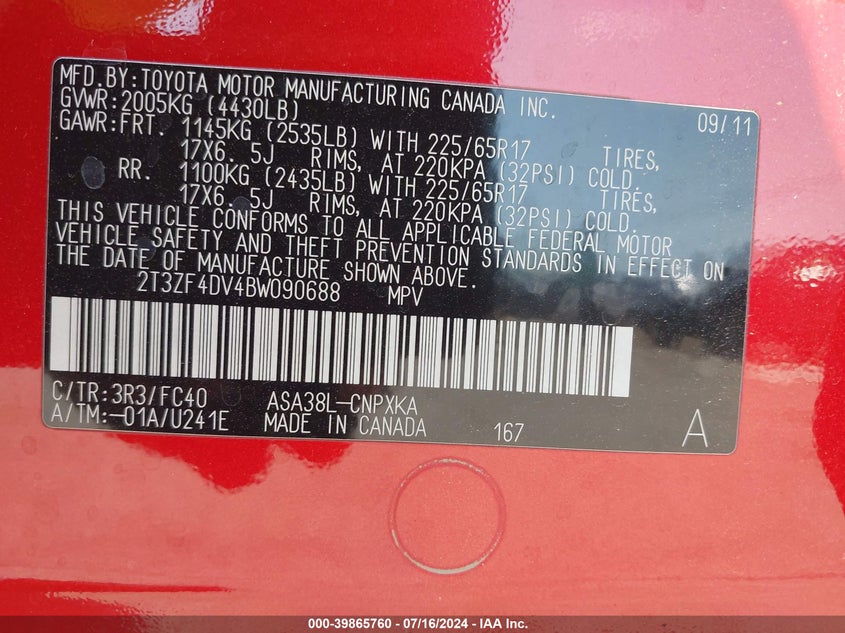 MFD.BY:TOYOTA MOTOR MANUFACTURING CANADA INC.
GVWR:2005KG (4430LB) 09/11
GAWR:FRT. 1145KG (2535LB) WITH 225/65R17 TIRES,
17X6. 5J RIMS, AT 220KPA (32PSI) COLD.
RR. 1100KG (2435LB) WITH 225/65R17 TIRES,
17X6. 5J RIMS, AT 220KPA (32PSI) COLD.
THIS VEHICLE CONFORMS TO ALL APPLICABLE FEDERAL MOTOR
VEHICLE SAFETY AND THEFT PREVENTION STANDARDS IN EFFECT ON
THE DATE OF MANUFACTURE SHOWN ABOVE.
2T3ZF4DV4BW090688 MPV
C/TR:3R3/FC40 ASA38L-CNPXKA
A/TM:-01A/U241E MADE IN CANADA 167 A
000-39865760 - 07/16/2024 - IAA Inc.